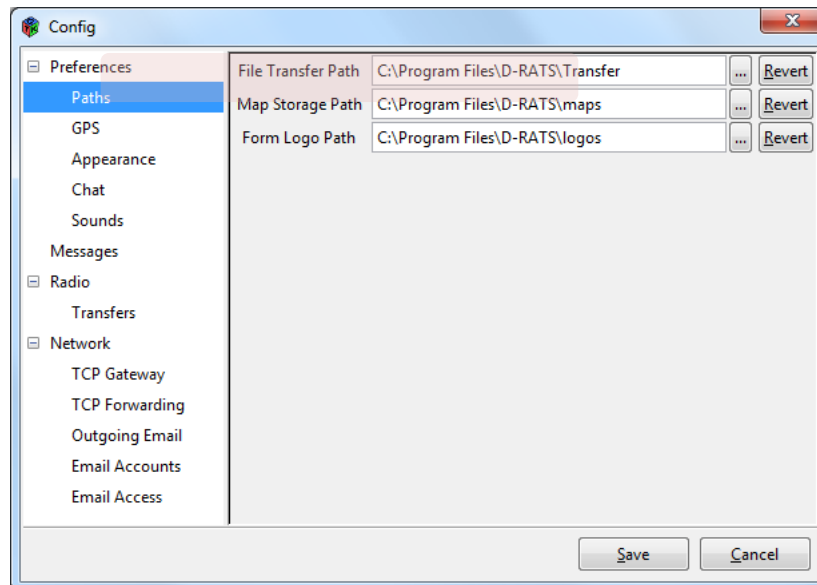 Config
Preferences
Paths
GPS
Appearance
Chat
Sounds
Messages
Radio
Transfers
Network
TCP Gateway
TCP Forwarding
Outgoing Email
Email Accounts
Email Access
File Transfer Path C:\Program Files\D-RATS\Transfer ... Revert
Map Storage Path C:\Program Files\D-RATS\maps ... Revert
Form Logo Path C:\Program Files\D-RATS\logos ... Revert
Save Cancel